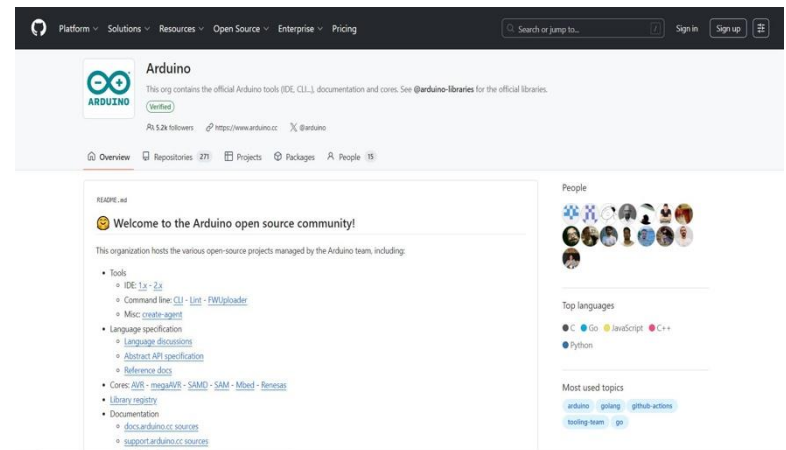 Platform Solutions Resources Open Source Enterprise Pricing Search or jump to... / Sign in Sign up
ARDUINO
Arduino
This org contains the official Arduino tools (IDE, CLI...), documentation and cores. See @arduino-libraries for the official libraries.
Verified
5.2k followers https://www.arduino.cc @arduino
Overview Repositories 271 Projects Packages People 15
README.md
Welcome to the Arduino open source community!
This organization hosts the various open-source projects managed by the Arduino team, including:
• Tools
IDE: 1.x - 2.x
Command line: CLI - Lint - FWUploader
Misc: create-agent
• Language specification
Language discussions
Abstract API specification
Reference docs
• Cores: AVR - megaAVR - SAMD - SAM - Mbed - Renesas
• Library registry
• Documentation
docs.arduino.cc sources
support.arduino.cc sources
People
Top languages
C Go JavaScript C++
Python
Most used topics
arduino golang github-actions
tooling-team go